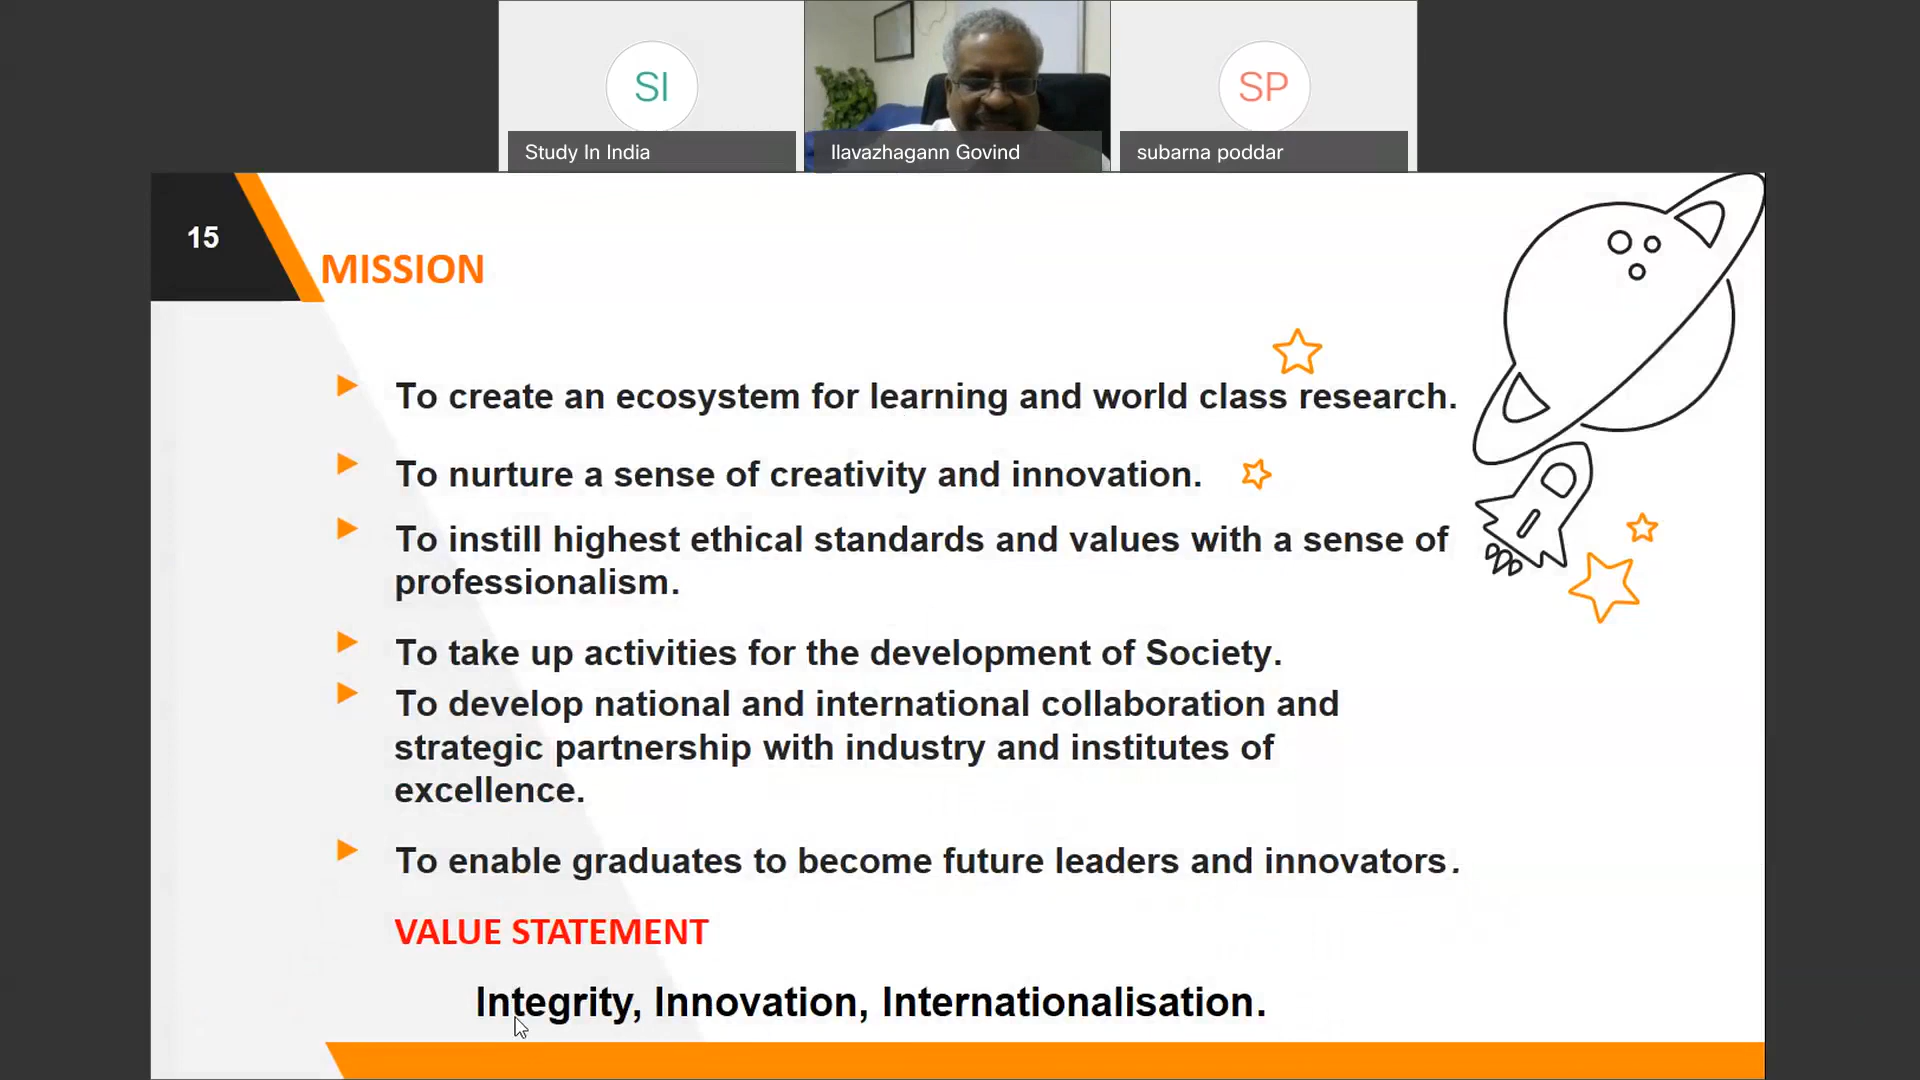 SI
SP
Study In India
Ilavazhagann Govind
subarna poddar
15
MISSION
To create an ecosystem for learning and world class research.
To nurture a sense of creativity and innovation.
To instill highest ethical standards and values with a sense of
professionalism.
To take up activities for the development of Society.
To develop national and international collaboration and
strategic partnership with industry and institutes of
excellence.
To enable graduates to become future leaders and innovators.
VALUE STATEMENT
Integrity, Innovation, Internationalisation.